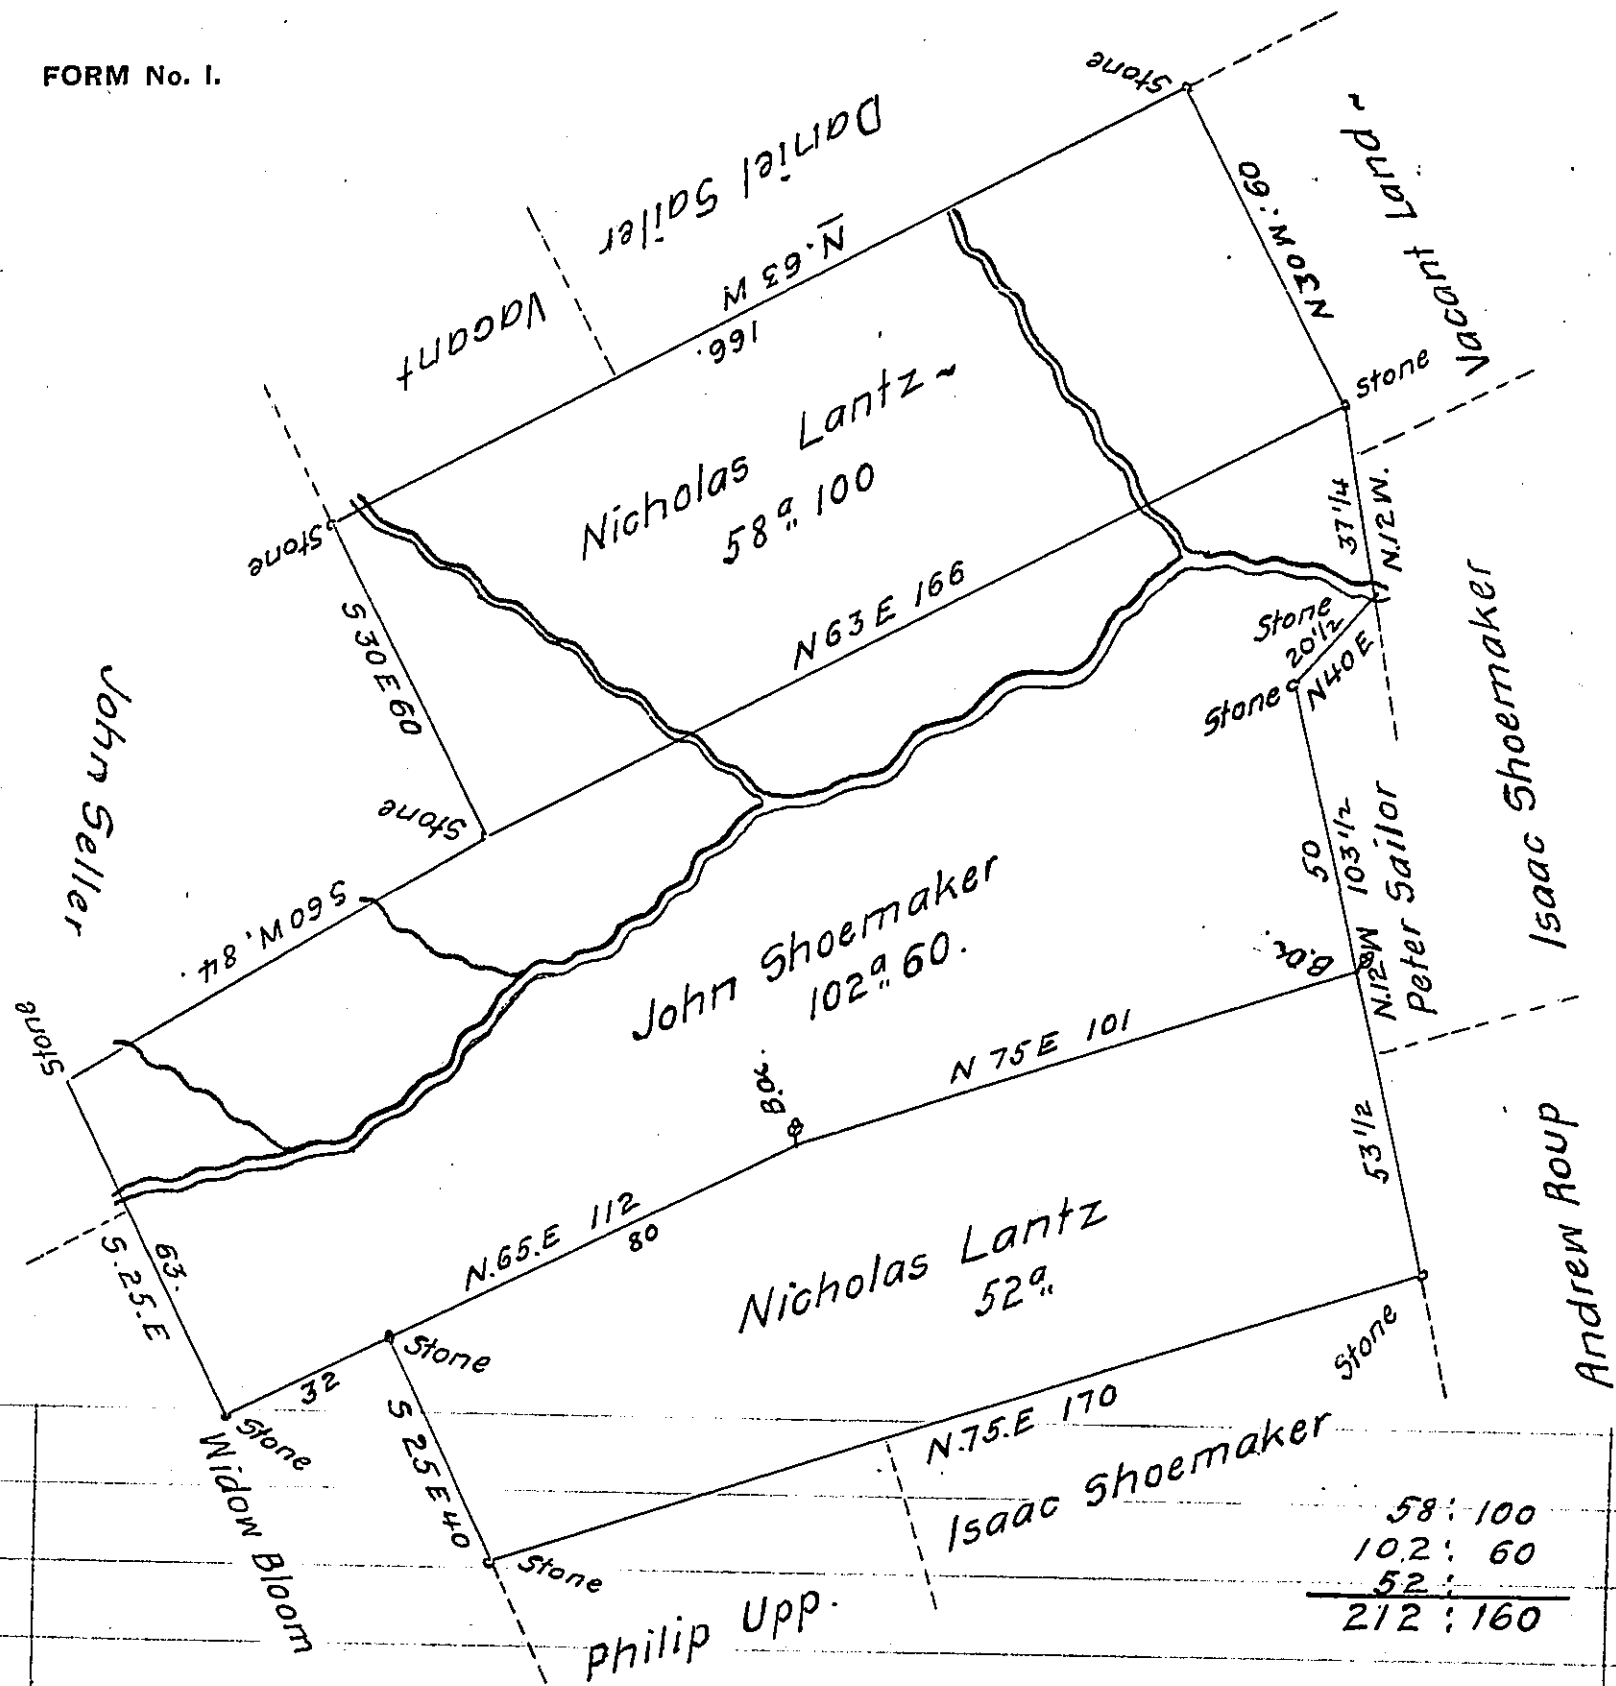 FORM No. 1.
Stone
Daniel Sailer
Vacant
N. 63 W
166.
N30W:60
Vacant Land ~
Stone
Nicholas Lantz ~
58a,, 100
Stone
S 30 E 60
N 63 E 166
37 1/4
N.12W.
Stone
20 1/2
N40E
Stone
Isaac Shoemaker
John Seller
Stone
S60W, 84.
Stone
John Shoemaker
102a,, 60.
50
103 1/2
N.12W
Peter Sailor
B.O.
N 75 E 101
B.O.
63.
S.25.E
N.65.E 112
80
53 1/2
Nicholas Lantz
52a,,
Andrew Roup
Stone
32
Stone
Stone
Widow Bloom
S 25 E 40
N.75.E 170
Stone
Isaac Shoemaker
Philip Upp.
58 : 100
102 : 60
52 :
212 : 160